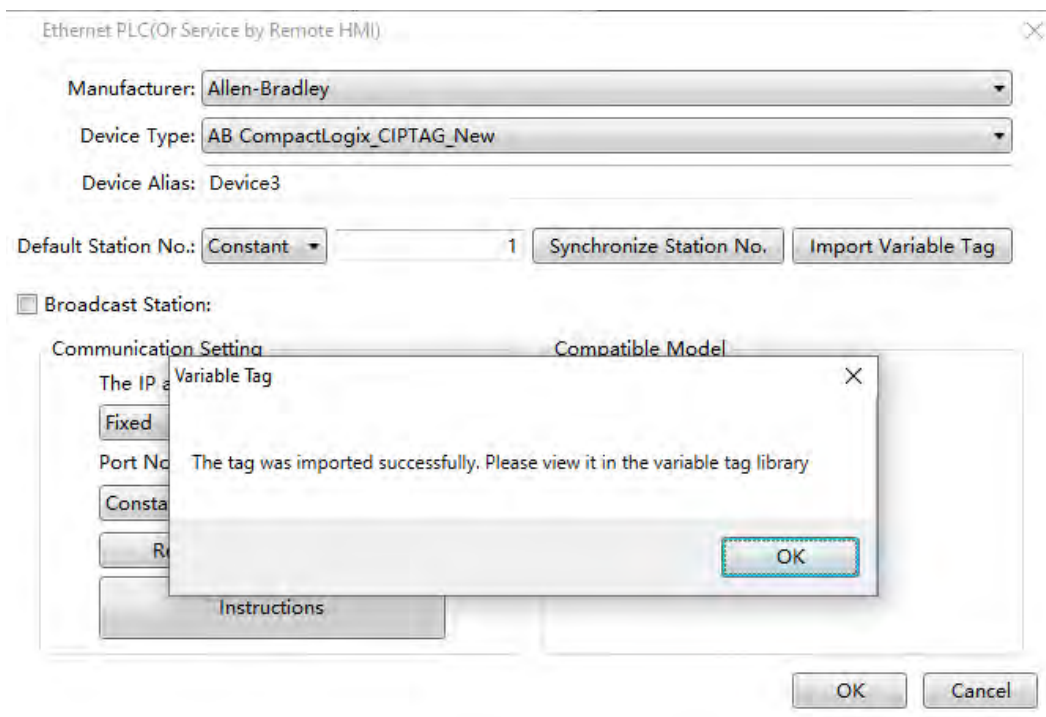 Ethernet PLC(Or Service by Remote HMI)
Manufacturer: Allen-Bradley
Device Type: AB CompactLogix_CIPTAG_New
Device Alias: Device3
Default Station No.: Constant 1 Synchronize Station No. Import Variable Tag
Broadcast Station:
Communication Setting Compatible Model
The IP
Variable Tag
Fixed
Port
The tag was imported successfully. Please view it in the variable tag library
OK
Instructions
OK Cancel